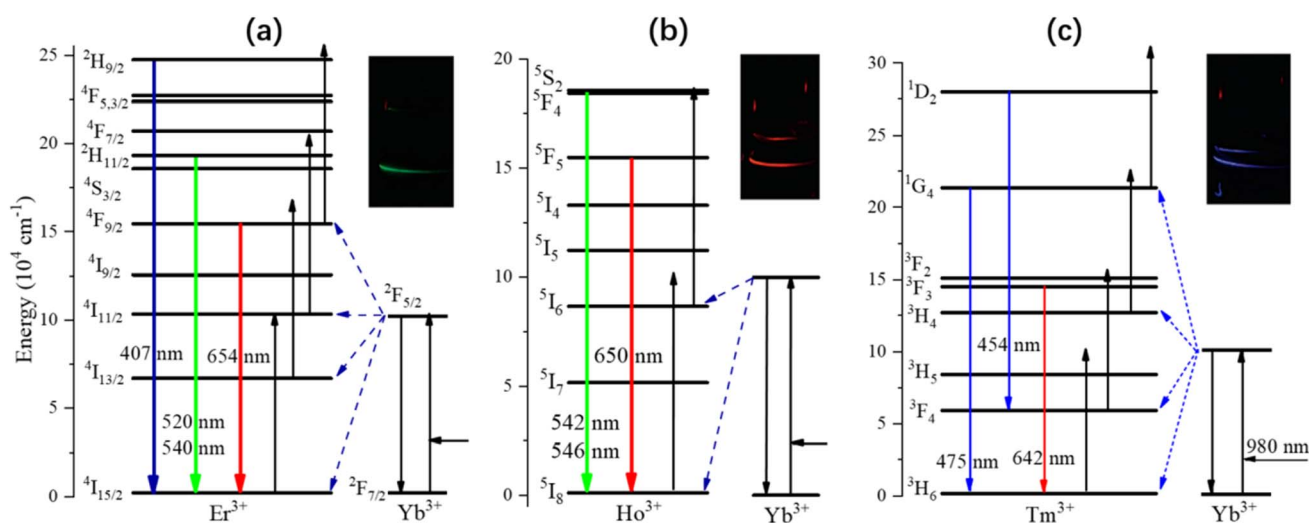 (a)
Energy (10⁴ cm⁻¹)
25
20
15
10
5
0
²H₉/₂
⁴F₅,₃/₂
⁴F₇/₂
²H₁₁/₂
⁴S₃/₂
⁴F₉/₂
⁴I₉/₂
⁴I₁₁/₂
⁴I₁₃/₂
⁴I₁₅/₂
407 nm
654 nm
520 nm
540 nm
²F₅/₂
²F₇/₂
Er³⁺
Yb³⁺
(b)
20
15
10
5
0
⁵S₂
⁵F₄
⁵F₅
⁵I₄
⁵I₅
⁵I₆
⁵I₇
⁵I₈
650 nm
542 nm
546 nm
Ho³⁺
Yb³⁺
(c)
30
25
20
15
10
5
0
¹D₂
¹G₄
³F₂
³F₃
³H₄
³H₅
³F₄
³H₆
454 nm
475 nm
642 nm
980 nm
Tm³⁺
Yb³⁺